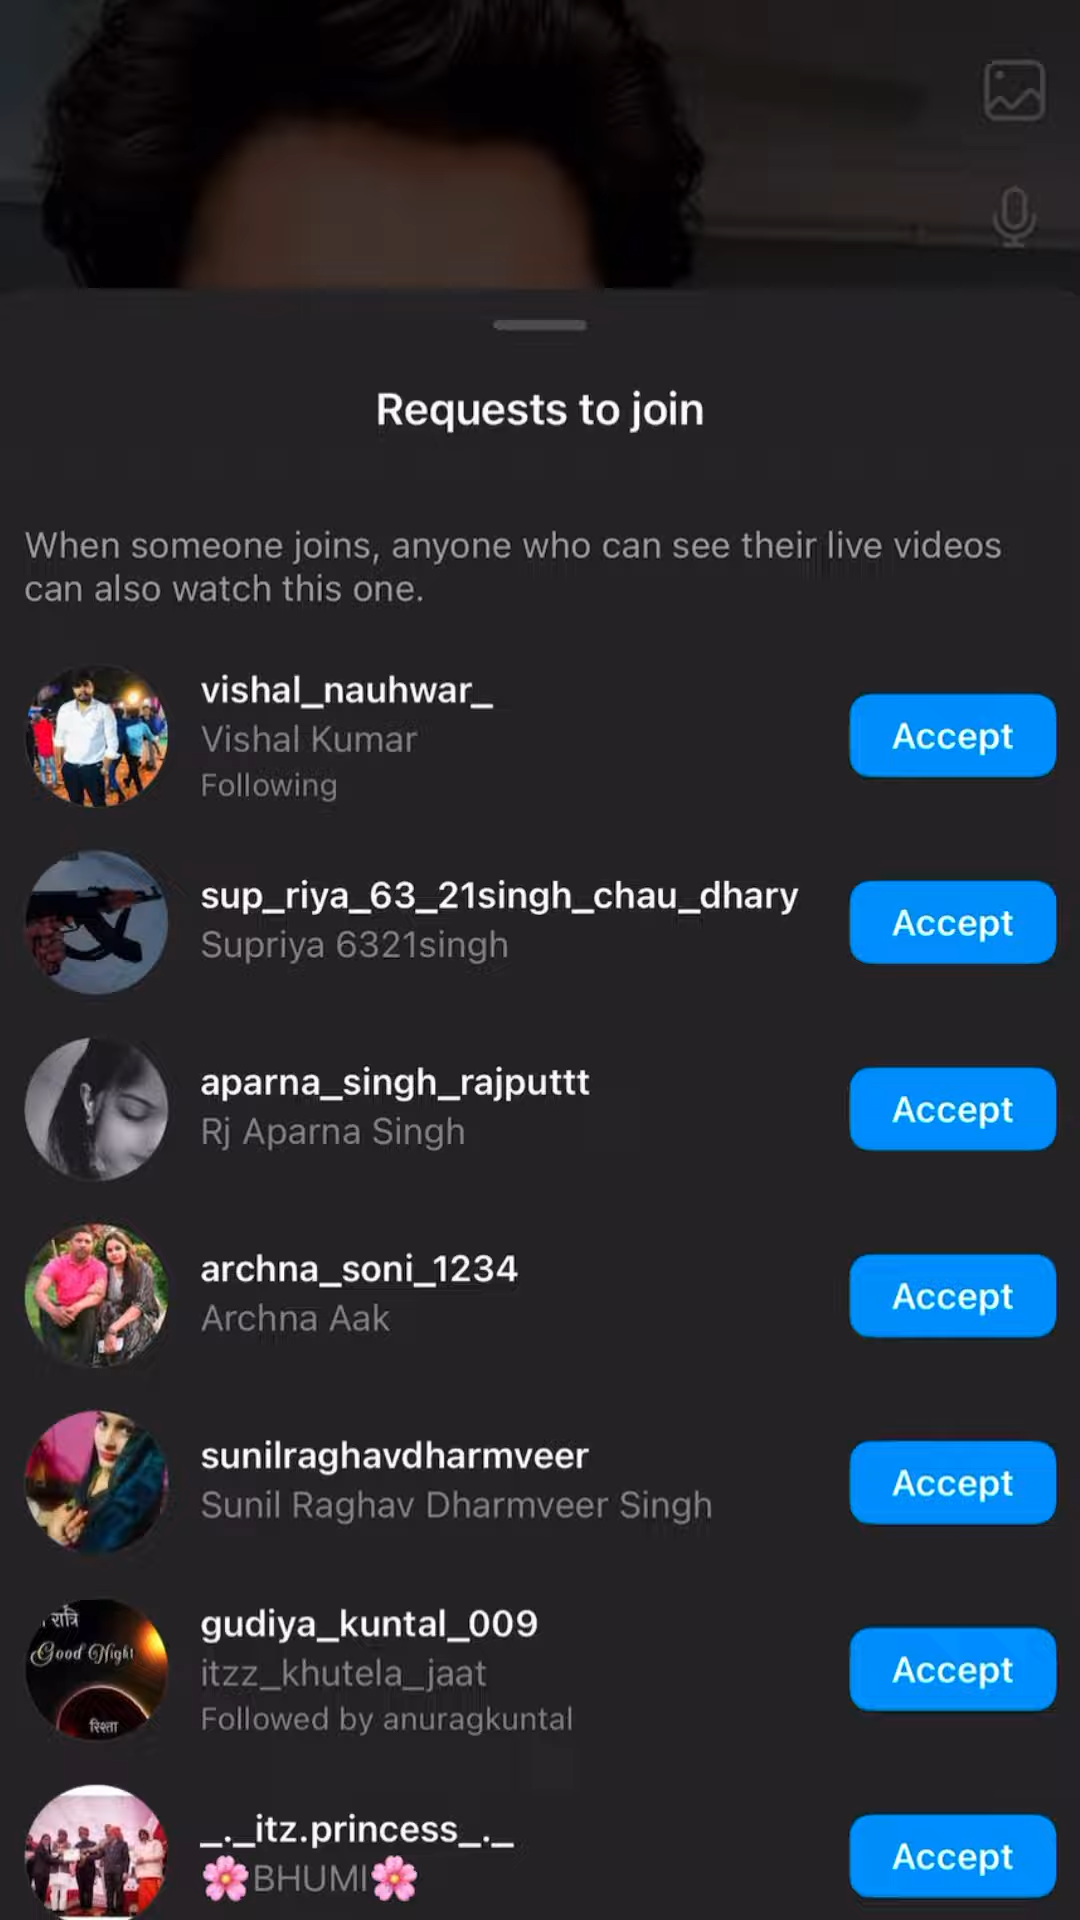 Requests to join
When someone joins, anyone who can see their live videos
can also watch this one.
vishal_nauhwar_
Vishal Kumar
Following
Accept
sup_riya_63_21singh_chau_dhary
Supriya 6321singh
Accept
aparna_singh_rajputtt
Rj Aparna Singh
Accept
archna_soni_1234
Archna Aak
Accept
sunilraghavdharmveer
Sunil Raghav Dharmveer Singh
Accept
रात्रि
Good Night
रिश्ता
gudiya_kuntal_009
itzz_khutela_jaat
Followed by anuragkuntal
Accept
_._itz.princess_._
🌸BHUMI🌸
Accept